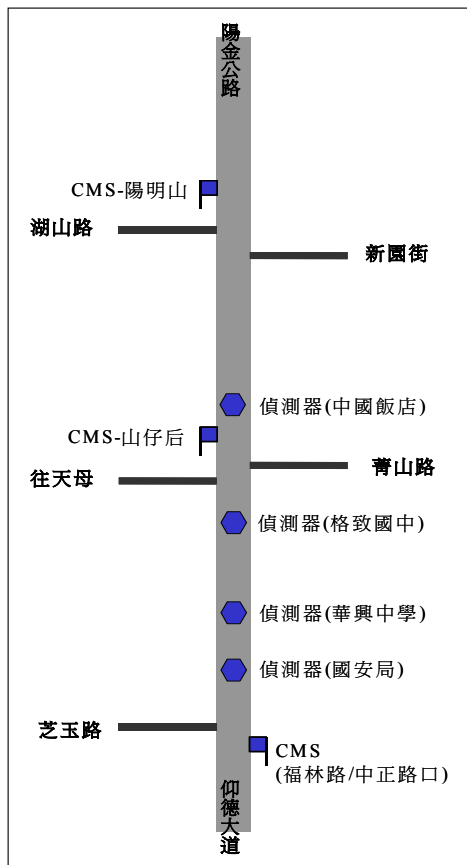 陽金公路
CMS-陽明山
湖山路
新園街
偵測器(中國飯店)
CMS-山仔后
往天母
菁山路
偵測器(格致國中)
偵測器(華興中學)
偵測器(國安局)
芝玉路
CMS
(福林路/中正路口)
仰德大道